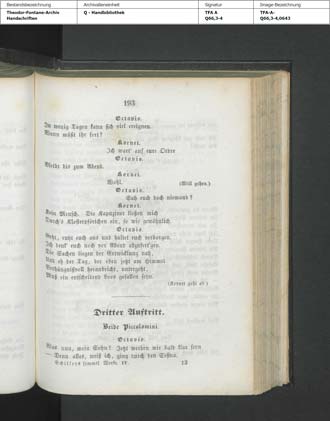 Bestandsbezeichnung
Theodor-Fontane-Archiv
Handschriften
Archivalieneinheit
Q - Handbibliothek
Signatur
TFA A
Q66,3-4
Image-Bezeichnung
TFA-A-
Q66,3-4,0643
193
Octavio.
In wenig Tagen kann sich viel ereignen.
Wann müßt ihr fort?
Kornet.
Ich wart' auf eure Ordre
Octavio.
Bleibt bis zum Abend.
Kornet.
Wohl. (Will gehen.)
Octavio.
Sah euch doch niemand?
Kornet.
Kein Mensch. Die Kapuziner ließen mich
Durch's Klosterpförtchen ein, so wie gewöhnlich.
Octavio.
Geht, ruht euch aus und haltet euch verborgen.
Ich denk' euch noch vor Abend abzufert'gen.
Die Sachen liegen der Entwicklung nah,
Und eh der Tag, der eben jetzt am Himmel
Verhängnißvoll heranbricht, untergeht,
Muß ein entscheidend Loos gefallen seyn.
(Kornet geht ab.)
Dritter Auftritt.
Beide Piccolomini.
Octavio.
Was nun, mein Sohn? Jetzt werden wir bald klar seyn
— Denn alles, weiß ich, ging durch den Sesina.
Schillers sämmtl. Werke. IV. 13